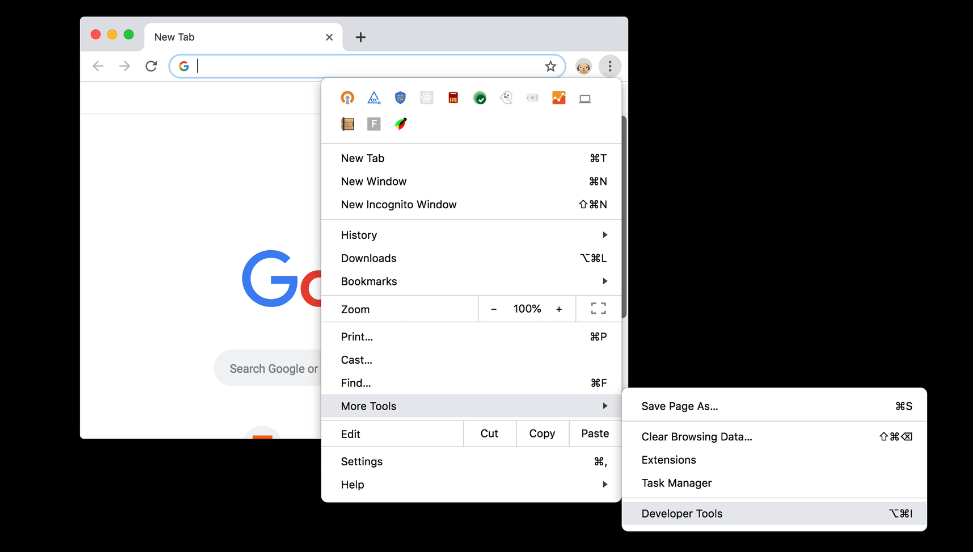 New Tab
New Tab ⌘T
New Window ⌘N
New Incognito Window ⇧⌘N
History
Downloads ⌥⌘L
Bookmarks
Zoom - 100% +
Print... ⌘P
Cast...
Find... ⌘F
More Tools
Edit Cut Copy Paste
Settings ⌘,
Help
Go
Search Google or
Save Page As... ⌘S
Clear Browsing Data... ⇧⌘⌫
Extensions
Task Manager
Developer Tools ⌥⌘I